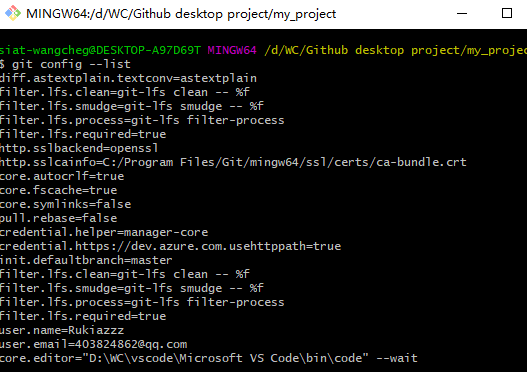 MINGW64:/d/WC/Github desktop project/my_project
siat-wangcheg@DESKTOP-A97D69T MINGW64 /d/WC/Github desktop project/my_projec
$ git config --list
diff.astextplain.textconv=astextplain
filter.lfs.clean=git-lfs clean -- %f
filter.lfs.smudge=git-lfs smudge -- %f
filter.lfs.process=git-lfs filter-process
filter.lfs.required=true
http.sslbackend=openssl
http.sslcainfo=C:/Program Files/Git/mingw64/ssl/certs/ca-bundle.crt
core.autocrlf=true
core.fscache=true
core.symlinks=false
pull.rebase=false
credential.helper=manager-core
credential.https://dev.azure.com.usehttppath=true
init.defaultbranch=master
filter.lfs.clean=git-lfs clean -- %f
filter.lfs.smudge=git-lfs smudge -- %f
filter.lfs.process=git-lfs filter-process
filter.lfs.required=true
user.name=Rukiazzz
user.email=403824862@qq.com
core.editor="D:\WC\vscode\Microsoft VS Code\bin\code" --wait